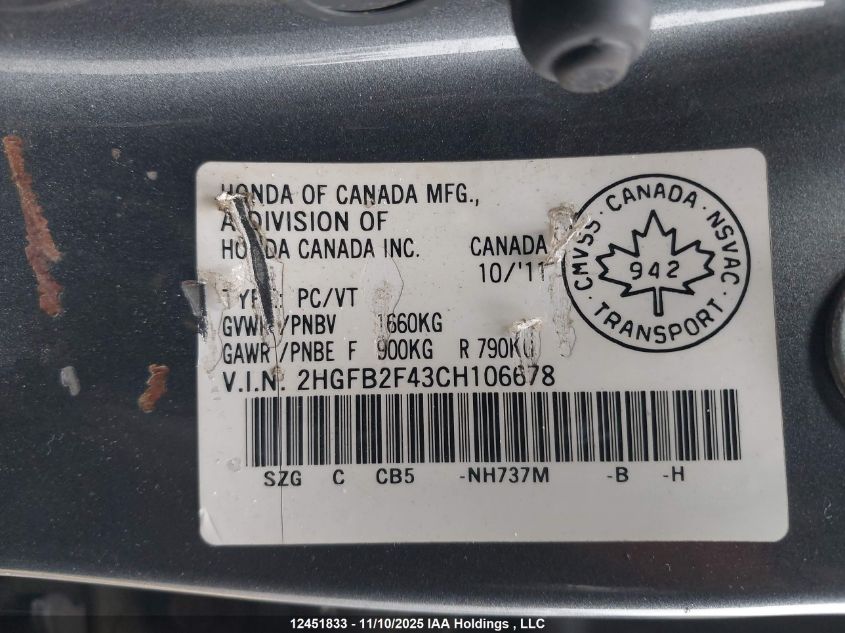 HONDA OF CANADA MFG.,
A DIVISION OF
HONDA CANADA INC. CANADA
10/'11
TYPE: PC/VT
GVWR/PNBV 1660KG
GAWR/PNBE F 900KG R 790KG
V.I.N. 2HGFB2F43CH106678
SZG C CB5 -NH737M -B -H
CMVSS · CANADA · NSVAC
942
TRANSPORT
12451833 - 11/10/2025 IAA Holdings , LLC